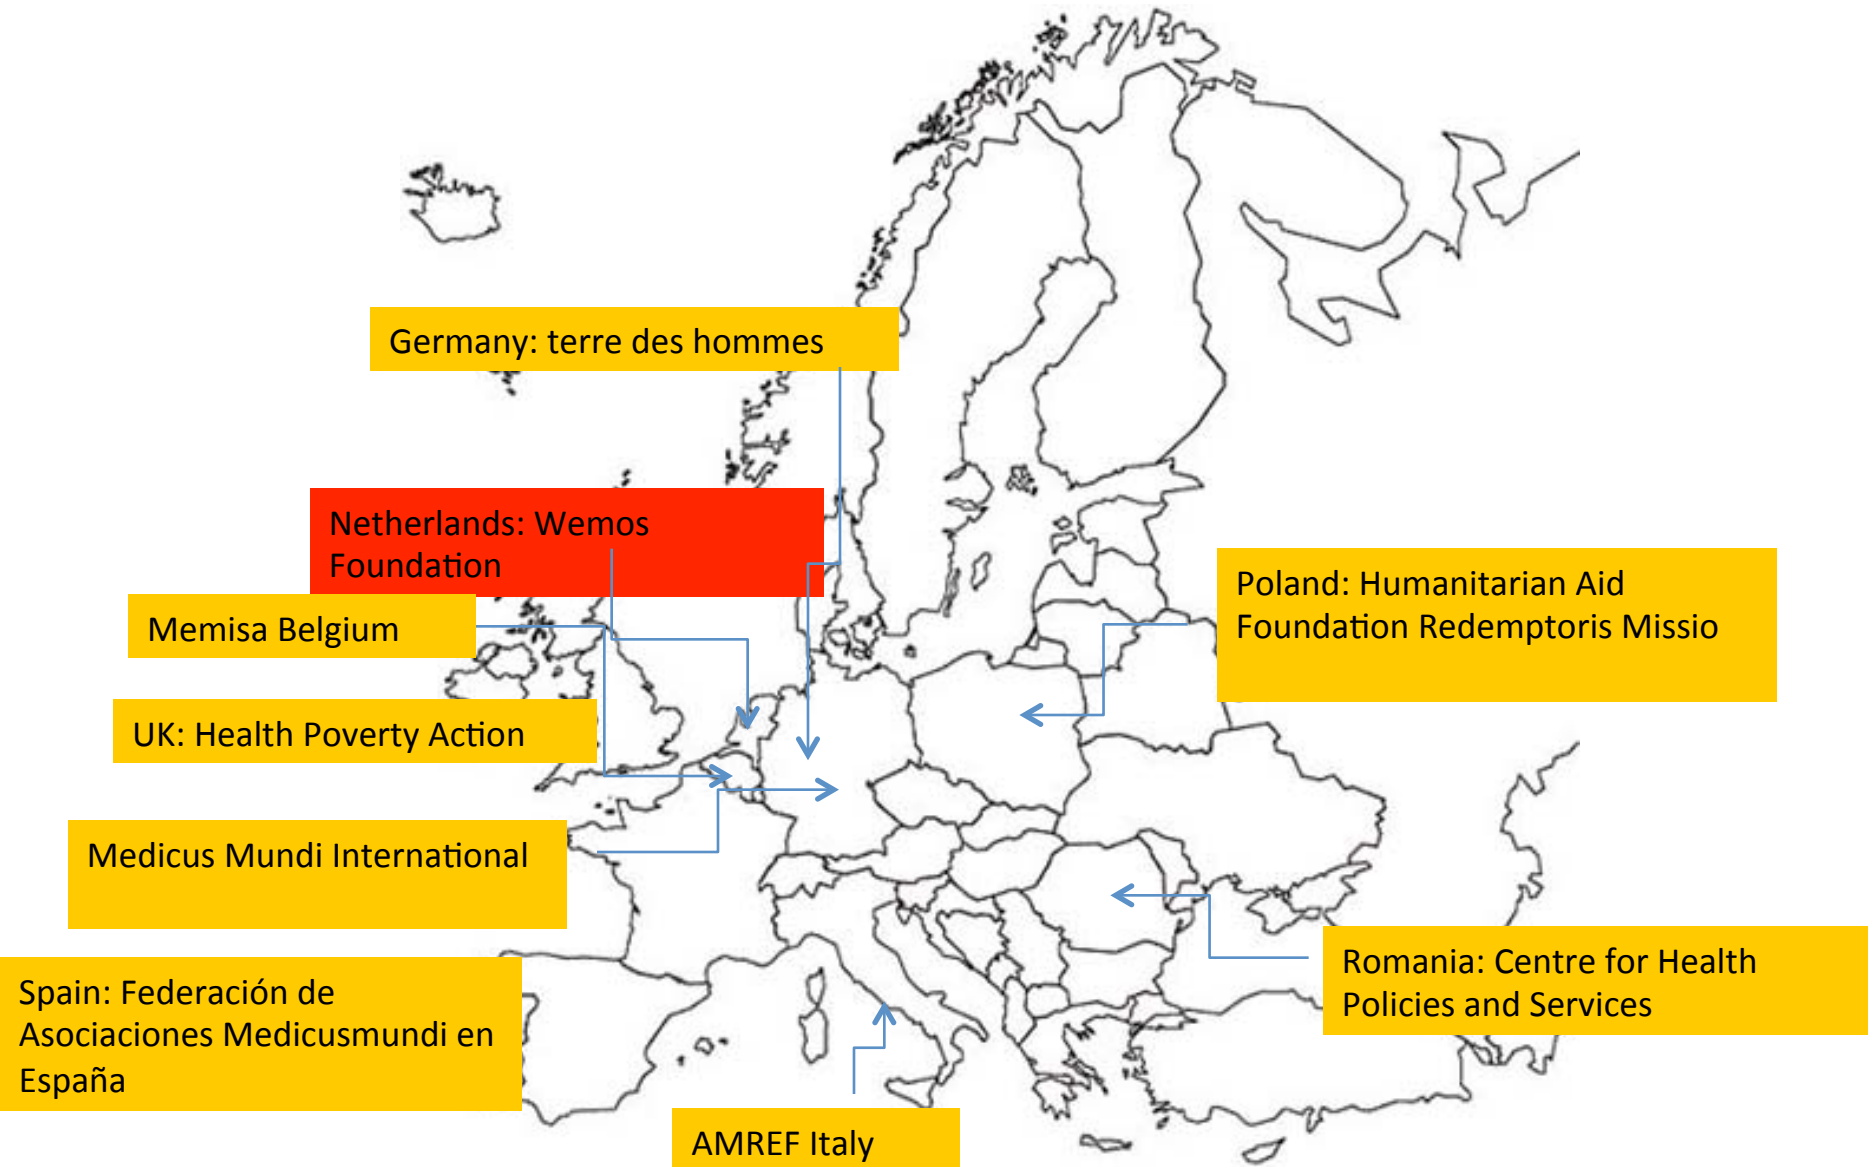 Germany: terre des hommes
Netherlands: Wemos
Foundation
Memisa Belgium
UK: Health Poverty Action
Medicus Mundi International
Spain: Federación de
Asociaciones Medicusmundi en
España
AMREF Italy
Poland: Humanitarian Aid
Foundation Redemptoris Missio
Romania: Centre for Health
Policies and Services